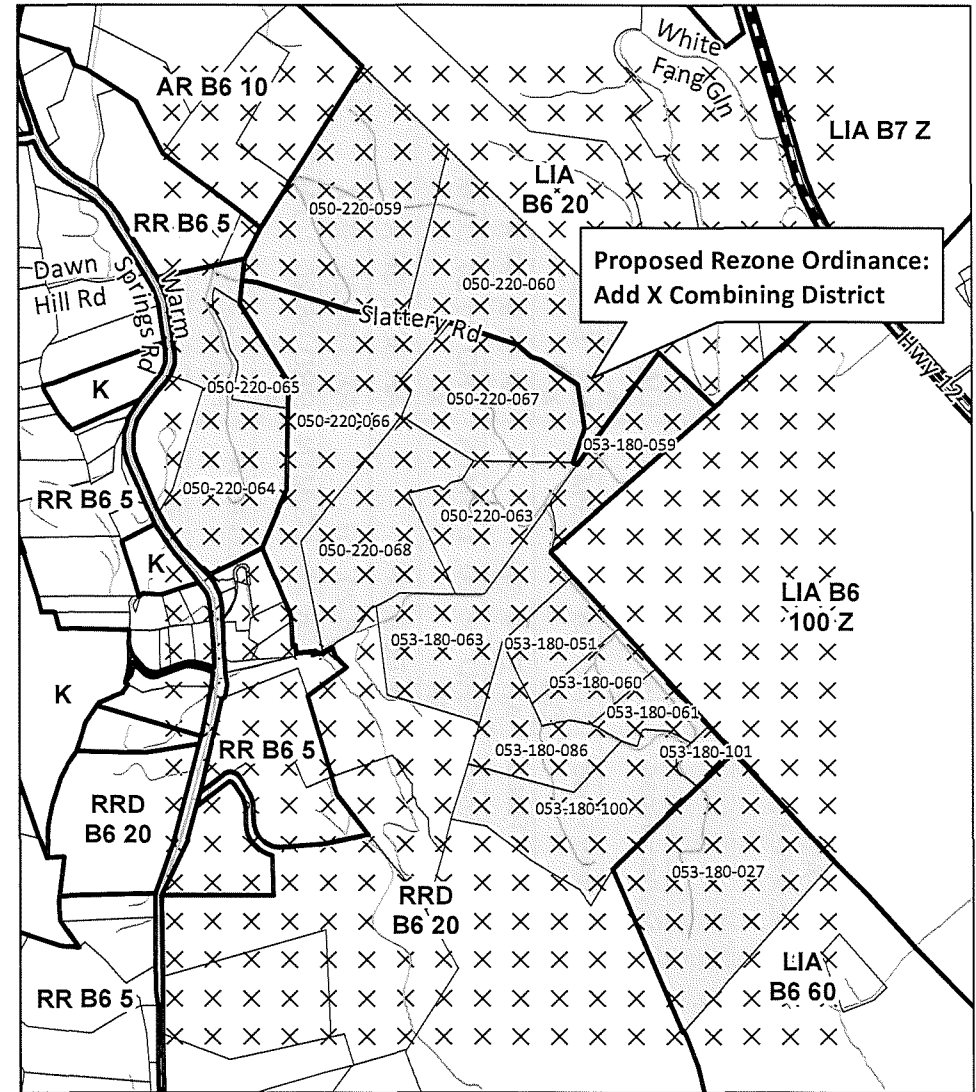 White
Fang Gln
AR B6 10
LIA B7 Z
LIA
B6 20
050-220-059
RR B6 5
Proposed Rezone Ordinance:
Add X Combining District
Dawn
Hill Rd
Warm
Springs Rd
050-220-060
Slattery Rd
Hwy 12
K
050-220-065
050-220-067
050-220-066
053-180-059
RR B6 5
050-220-064
050-220-063
050-220-068
K
LIA B6
100 Z
053-180-063
053-180-051
053-180-060
K
053-180-061
RR B6 5
053-180-086
053-180-101
RRD
B6 20
053-180-100
053-180-027
RRD
B6 20
LIA
B6 60
RR B6 5